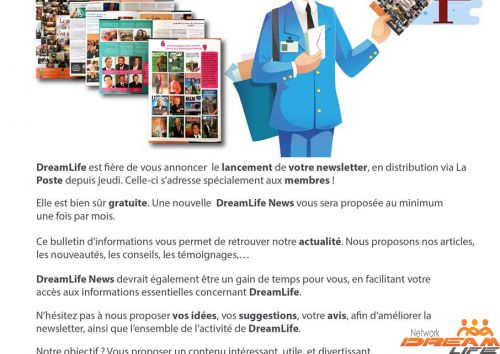 DreamLife est fière de vous annoncer le lancement de votre newsletter, en distribution via La
Poste depuis jeudi. Celle-ci s'adresse spécialement aux membres !
Elle est bien sûr gratuite. Une nouvelle DreamLife News vous sera proposée au minimum
une fois par mois.
Ce bulletin d'informations vous permet de retrouver notre actualité. Nous proposons nos articles,
les nouveautés, les conseils, les témoignages,...
DreamLife News devrait également être un gain de temps pour vous, en facilitant votre
accès aux informations essentielles concernant DreamLife.
N'hésitez pas à nous proposer vos idées, vos suggestions, votre avis, afin d'améliorer la
newsletter, ainsi que l'ensemble de l'activité de DreamLife.
Notre objectif ? Vous proposer un contenu intéressant, utile, et divertissant.
Network
DREAM
LIFE